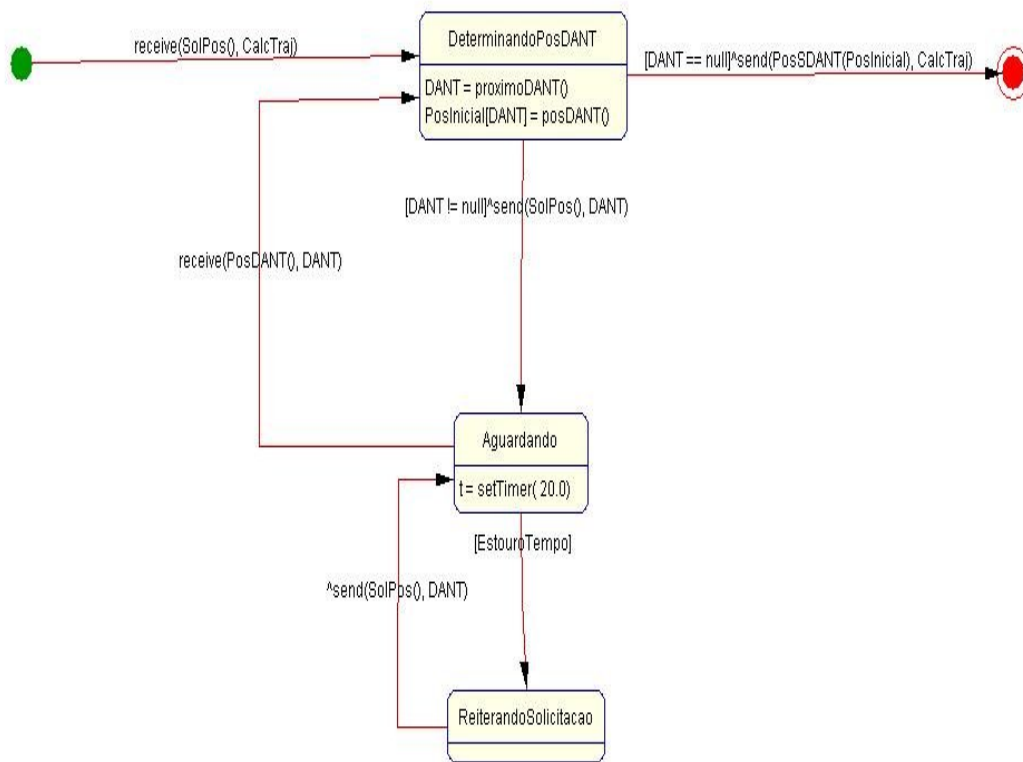 receive(SolPos(), CalcTraj)
DeterminandoPosDANT
DANT = proximoDANT()
PosInicial[DANT] = posDANT()
[DANT == null]^send(PosSDANT(PosInicial), CalcTraj)
[DANT != null]^send(SolPos(), DANT)
receive(PosDANT(), DANT)
Aguardando
t = setTimer( 20.0)
[EstouroTempo]
^send(SolPos(), DANT)
ReiterandoSolicitacao